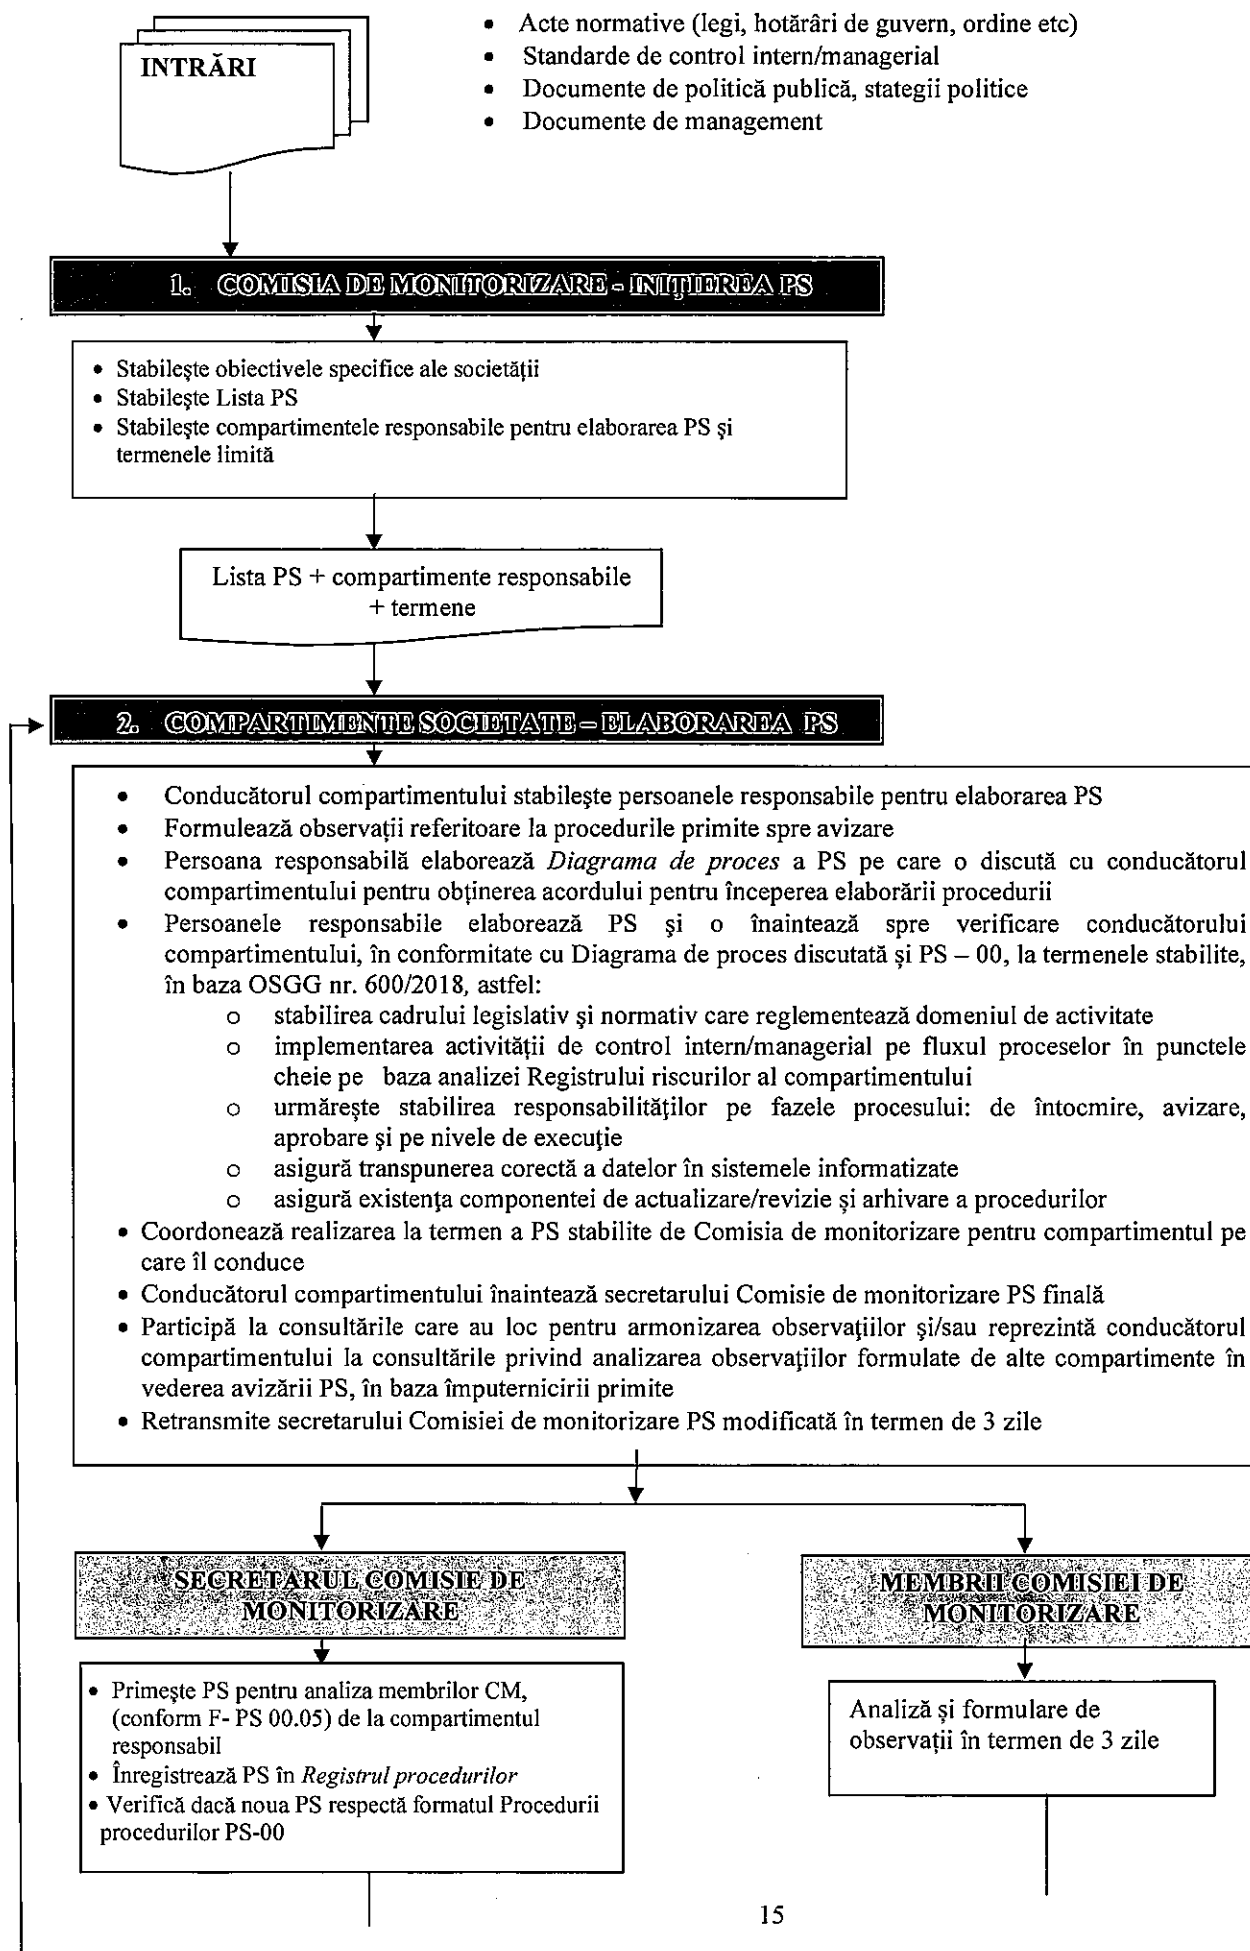 INTRĂRI
• Acte normative (legi, hotărâri de guvern, ordine etc)
• Standarde de control intern/managerial
• Documente de politică publică, stategii politice
• Documente de management
1. COMISIA DE MONITORIZARE - INIŢIEREA PS
• Stabileşte obiectivele specifice ale societăţii
• Stabileşte Lista PS
• Stabileşte compartimentele responsabile pentru elaborarea PS şi
termenele limită
Lista PS + compartimente responsabile
+ termene
2. COMPARTIMENTE SOCIETATE – ELABORAREA PS
• Conducătorul compartimentului stabileşte persoanele responsabile pentru elaborarea PS
• Formulează observaţii referitoare la procedurile primite spre avizare
• Persoana responsabilă elaborează Diagrama de proces a PS pe care o discută cu conducătorul
compartimentului pentru obţinerea acordului pentru începerea elaborării procedurii
• Persoanele responsabile elaborează PS şi o înaintează spre verificare conducătorului
compartimentului, în conformitate cu Diagrama de proces discutată și PS – 00, la termenele stabilite,
în baza OSGG nr. 600/2018, astfel:
o stabilirea cadrului legislativ şi normativ care reglementează domeniul de activitate
o implementarea activității de control intern/managerial pe fluxul proceselor în punctele
cheie pe baza analizei Registrului riscurilor al compartimentului
o urmăreşte stabilirea responsabilităţilor pe fazele procesului: de întocmire, avizare,
aprobare şi pe nivele de execuţie
o asigură transpunerea corectă a datelor în sistemele informatizate
o asigură existenţa componentei de actualizare/revizie și arhivare a procedurilor
• Coordonează realizarea la termen a PS stabilite de Comisia de monitorizare pentru compartimentul pe
care îl conduce
• Conducătorul compartimentului înaintează secretarului Comisie de monitorizare PS finală
• Participă la consultările care au loc pentru armonizarea observaţiilor şi/sau reprezintă conducătorul
compartimentului la consultările privind analizarea observaţiilor formulate de alte compartimente în
vederea avizării PS, în baza împuternicirii primite
• Retransmite secretarului Comisiei de monitorizare PS modificată în termen de 3 zile
SECRETARUL COMISIE DE
MONITORIZARE
• Primeşte PS pentru analiza membrilor CM,
(conform F- PS 00.05) de la compartimentul
responsabil
• Înregistrează PS în Registrul procedurilor
• Verifică dacă noua PS respectă formatul Procedurii
procedurilor PS-00
MEMBRII COMISIEI DE
MONITORIZARE
Analiză și formulare de
observații în termen de 3 zile
15